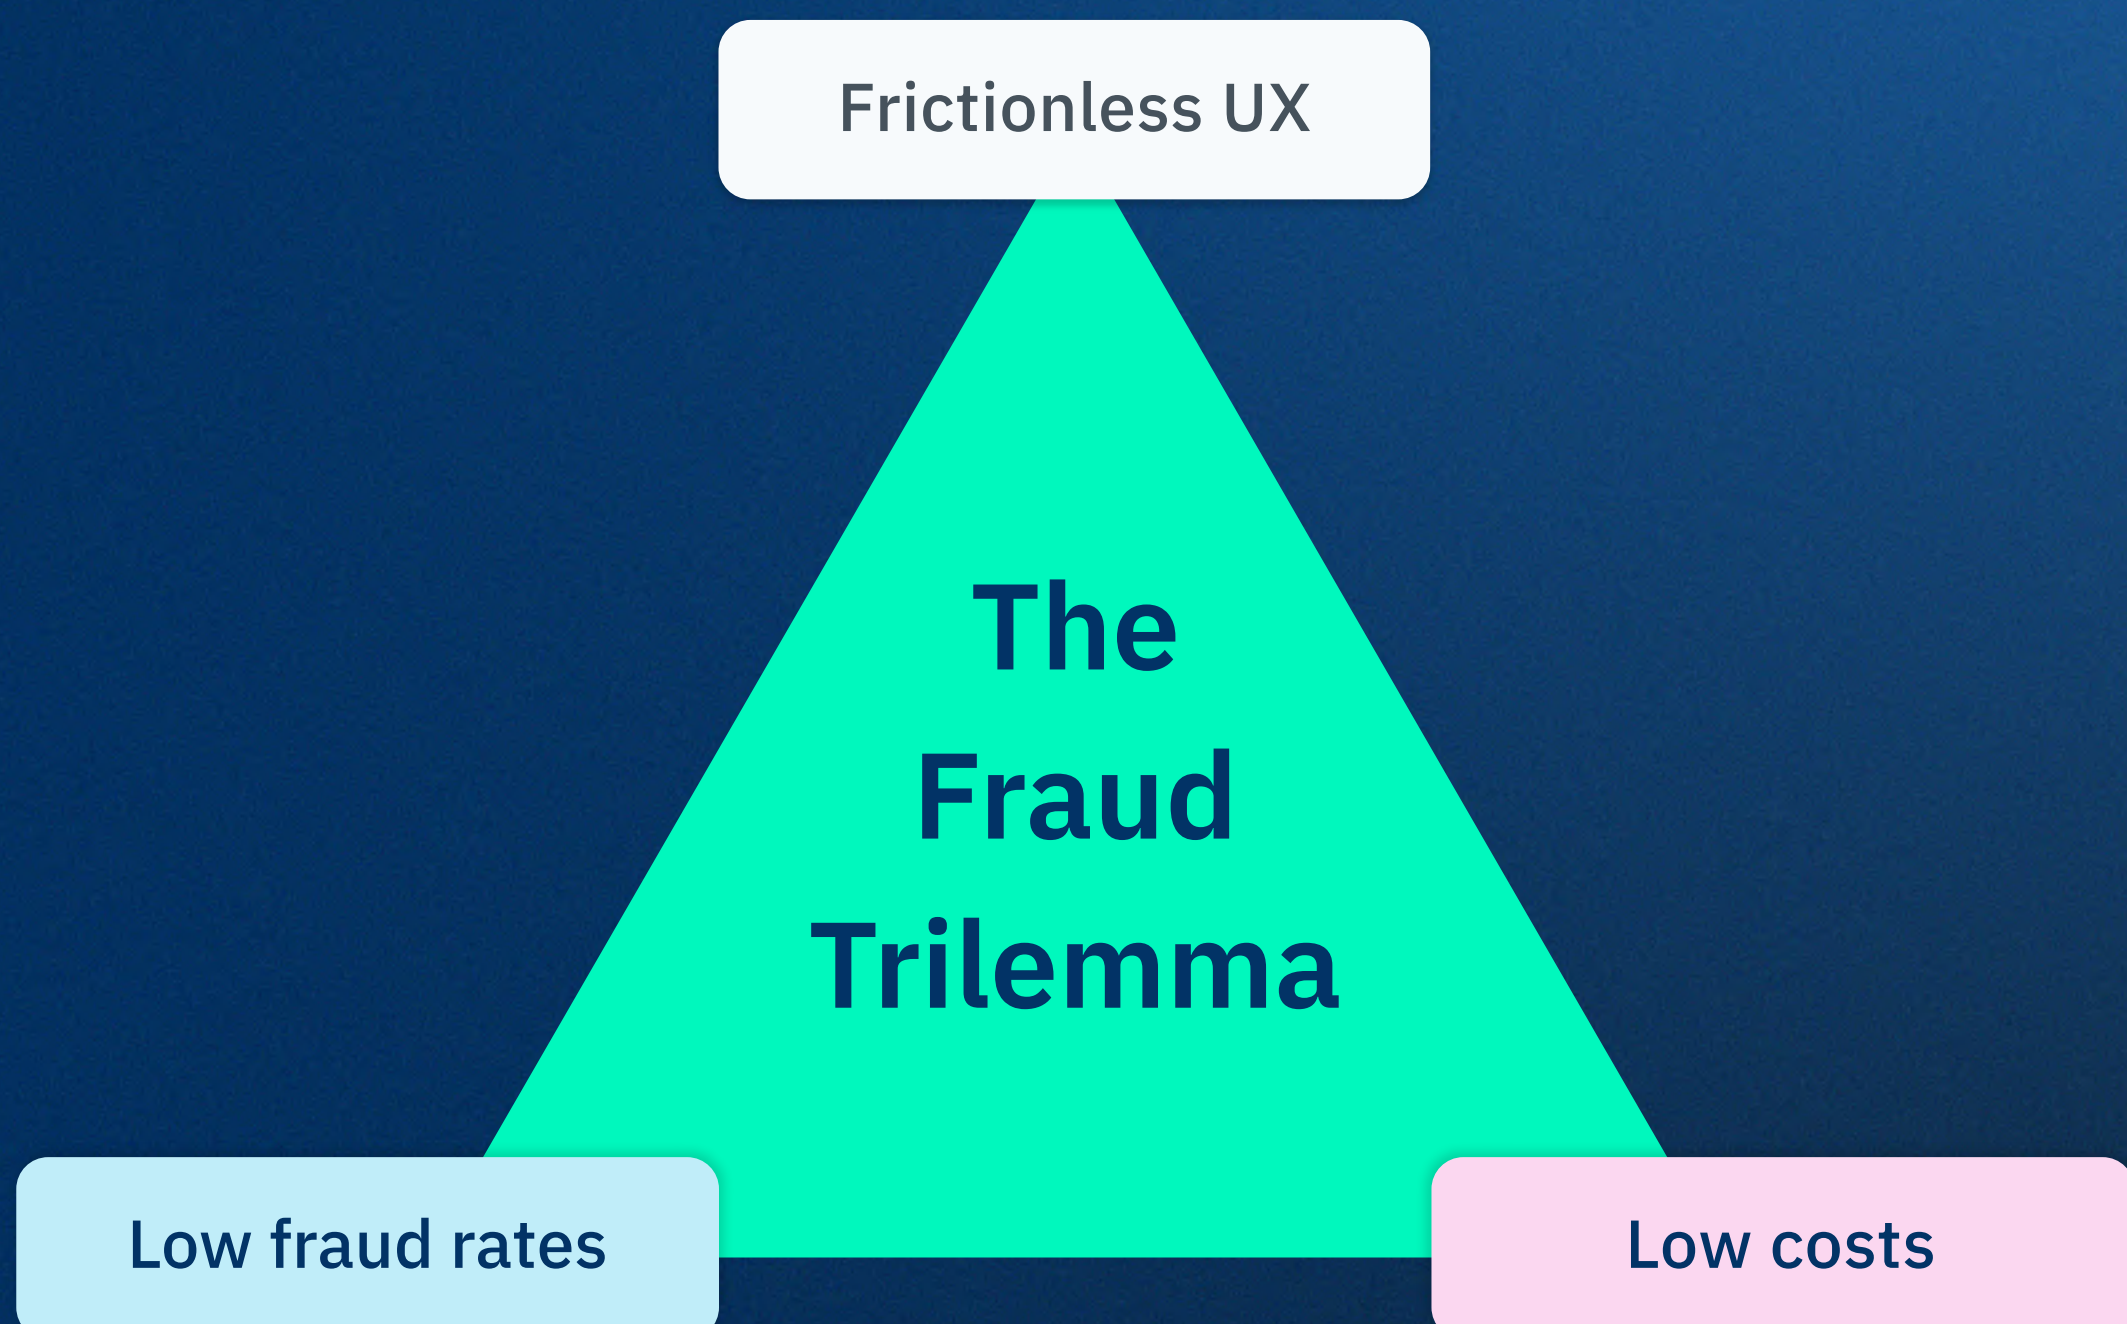 Frictionless UX
The
Fraud
Trilemma
Low fraud rates
Low costs